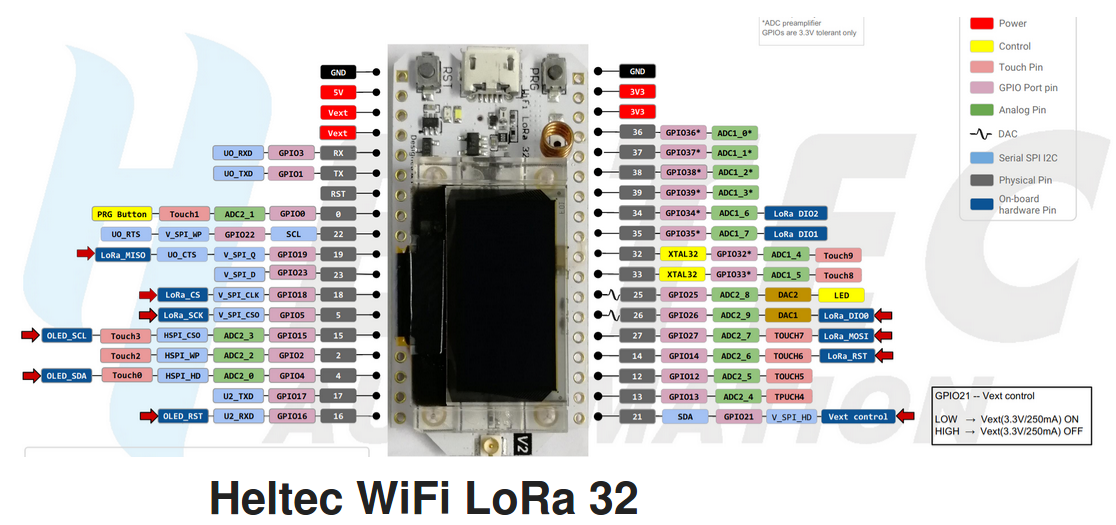 *ADC preamplifier
GPIOs are 3.3V tolerant only
Power
Control
Touch Pin
GPIO Port pin
Analog Pin
DAC
Serial SPI I2C
Physical Pin
On-board
hardware Pin
GND
5V
Vext
Vext
UO_RXD GPIO3 RX
UO_TXD GPIO1 TX
RST
PRG Button Touch1 ADC2_1 GPIO0 0
UO_RTS V_SPI_WP GPIO22 SCL 22
LoRa_MISO UO_CTS V_SPI_Q GPIO19 19
V_SPI_D GPIO23 23
LoRa_CS V_SPI_CLK GPIO18 18
LoRa_SCK V_SPI_CSO GPIO5 5
OLED_SCL Touch3 HSPI_CSO ADC2_3 GPIO15 15
Touch2 HSPI_WP ADC2_2 GPIO2 2
OLED_SDA Touch0 HSPI_HD ADC2_0 GPIO4 4
U2_TXD GPIO17 17
OLED_RST U2_RXD GPIO16 16
RST
PRG
WiFi LoRa 32
V2
GND
3V3
3V3
36 GPIO36* ADC1_0*
37 GPIO37* ADC1_1*
38 GPIO38* ADC1_2*
39 GPIO39* ADC1_3*
34 GPIO34* ADC1_6 LoRa DIO2
35 GPIO35* ADC1_7 LoRa DIO1
32 XTAL32 GPIO32* ADC1_4 Touch9
33 XTAL32 GPIO33* ADC1_5 Touch8
25 GPIO25 ADC2_8 DAC2 LED
26 GPIO26 ADC2_9 DAC1 LoRa_DIO0
27 GPIO27 ADC2_7 TOUCH7 LoRa_MOSI
14 GPIO14 ADC2_6 TOUCH6 LoRa_RST
12 GPIO12 ADC2_5 TOUCH5
13 GPIO13 ADC2_4 TPUCH4
21 SDA GPIO21 V_SPI_HD Vext control
GPIO21 -- Vext control
LOW → Vext(3.3V/250mA) ON
HIGH → Vext(3.3V/250mA) OFF
AUTOMATION
Heltec WiFi LoRa 32